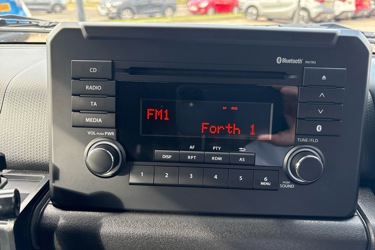 Bluetooth
CD
RADIO
TA
MEDIA
VOL PUSH PWR
FM1
Forth 1
AF PTY
DISP RPT RDM AS
1 2 3 4 5 6
MENU
TUNE/FLD
PUSH SOUND